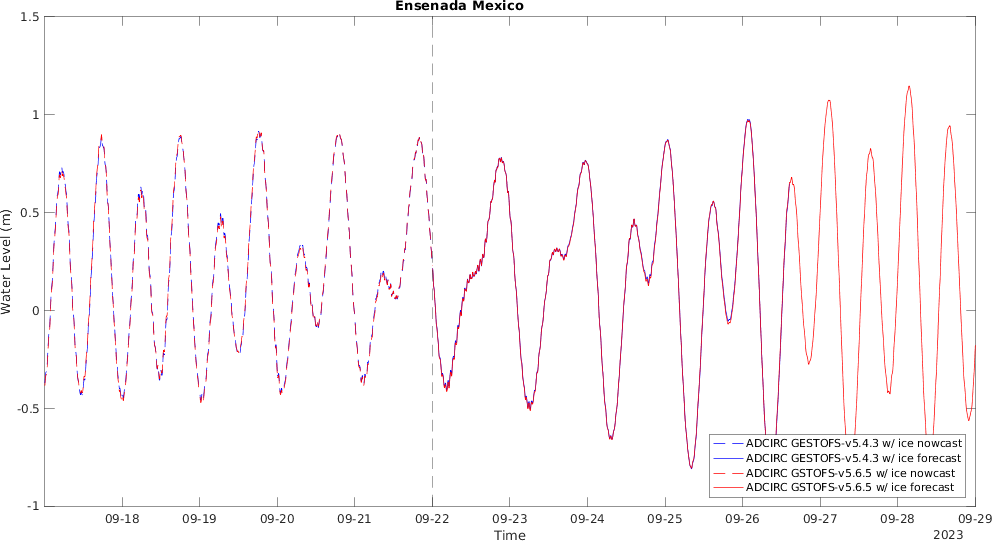 Ensenada Mexico
1.5
1
0.5
0
-0.5
-1
Water Level (m)
ADCIRC GESTOFS-v5.4.3 w/ ice nowcast
ADCIRC GESTOFS-v5.4.3 w/ ice forecast
ADCIRC GSTOFS-v5.6.5 w/ ice nowcast
ADCIRC GSTOFS-v5.6.5 w/ ice forecast
09-18 09-19 09-20 09-21 09-22 09-23 09-24 09-25 09-26 09-27 09-28 09-29
Time
2023